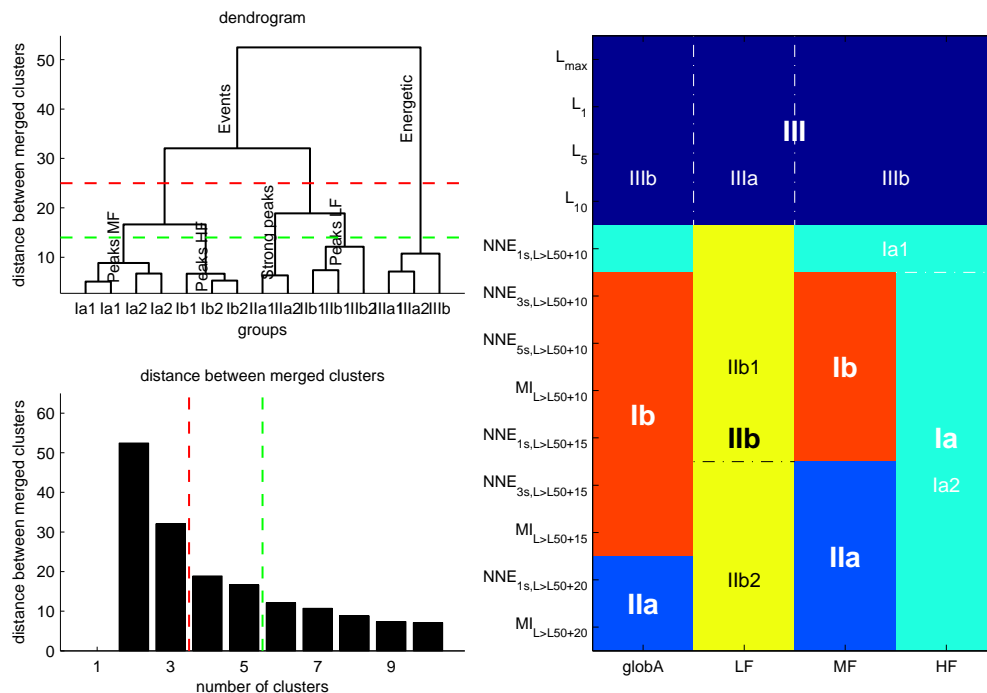 dendrogram
distance between merged clusters
50
40
30
20
10
Events
Energetic
Peaks MF
Peaks HF
Strong peaks
Peaks LF
Ia1 Ia1 Ia2 Ia2 Ib1 Ib2 Ib2 IIa1 IIa2 IIb1 IIb1 IIb2 IIIa1 IIIa2 IIIb
groups
distance between merged clusters
distance between merged clusters
60
50
40
30
20
10
0
1 3 5 7 9
number of clusters
L_max
L_1
L_5
L_10
NNE_1s,L>L50+10
NNE_3s,L>L50+10
NNE_5s,L>L50+10
MI_L>L50+10
NNE_1s,L>L50+15
NNE_3s,L>L50+15
MI_L>L50+15
NNE_1s,L>L50+20
MI_L>L50+20
III
IIIb IIIa IIIb
Ia1
IIb1 Ib
Ib IIb Ia
Ia2
IIa
IIa IIb2
globA LF MF HF